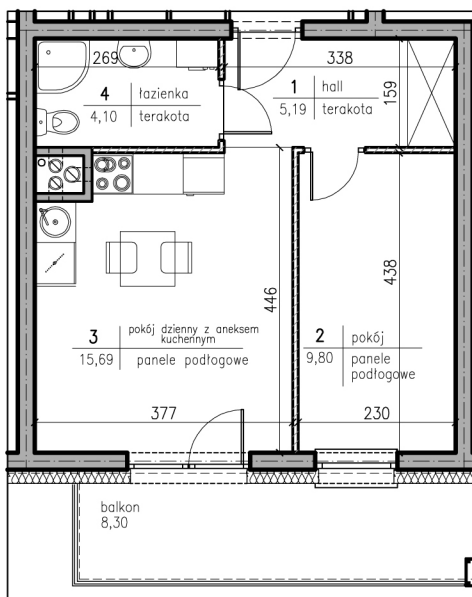 269
338
4 łazienka
4,10 terakota
1 hall
5,19 terakota
159
446
438
3 pokój dzienny z aneksem
kuchennym
15,69 panele podłogowe
2 pokój
9,80 panele
podłogowe
377
230
balkon
8,30